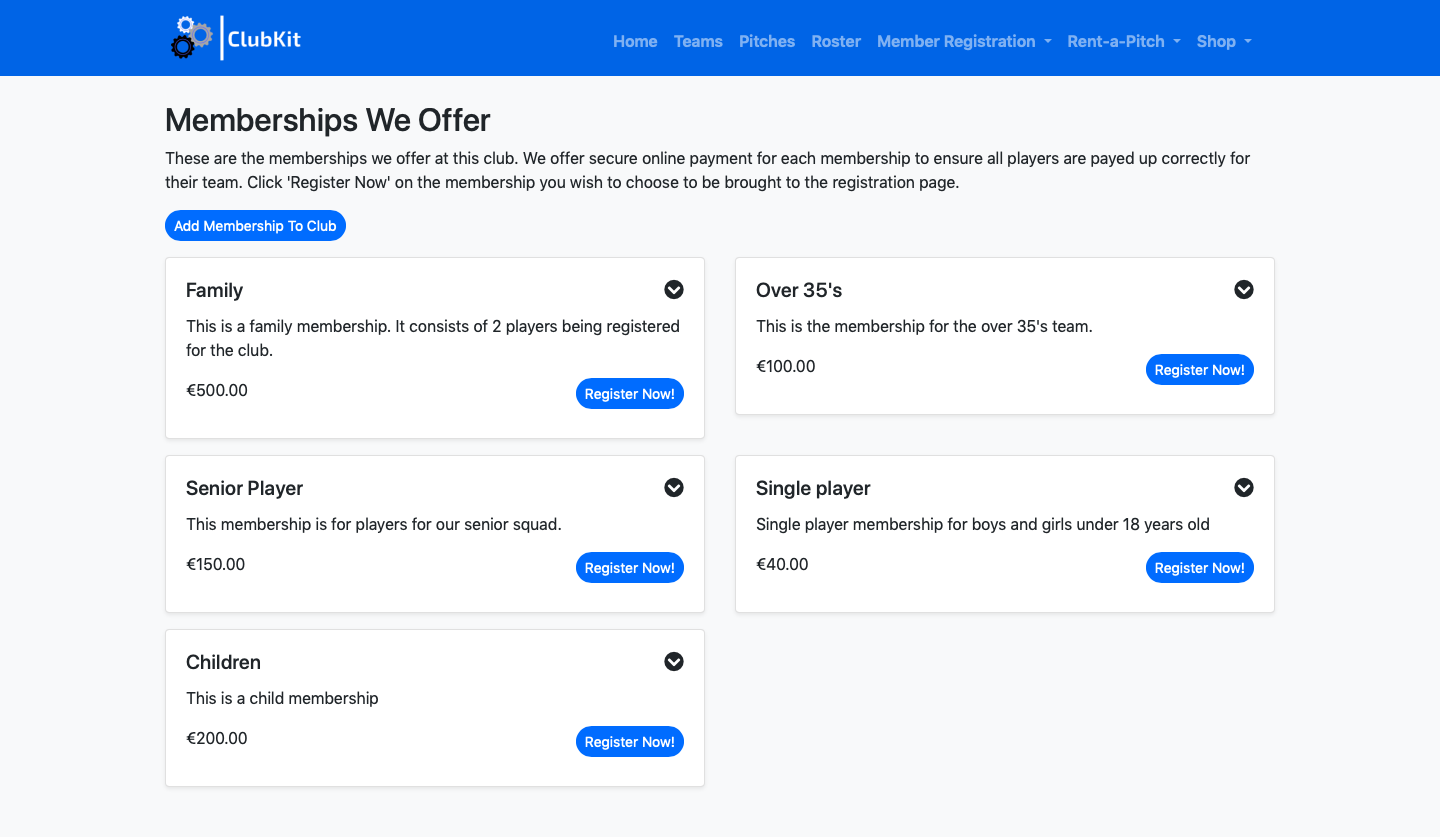 ClubKit
Home Teams Pitches Roster Member Registration Rent-a-Pitch Shop
Memberships We Offer
These are the memberships we offer at this club. We offer secure online payment for each membership to ensure all players are payed up correctly for
their team. Click 'Register Now' on the membership you wish to choose to be brought to the registration page.
Add Membership To Club
Family
This is a family membership. It consists of 2 players being registered
for the club.
€500.00
Register Now!
Over 35's
This is the membership for the over 35's team.
€100.00
Register Now!
Senior Player
This membership is for players for our senior squad.
€150.00
Register Now!
Single player
Single player membership for boys and girls under 18 years old
€40.00
Register Now!
Children
This is a child membership
€200.00
Register Now!